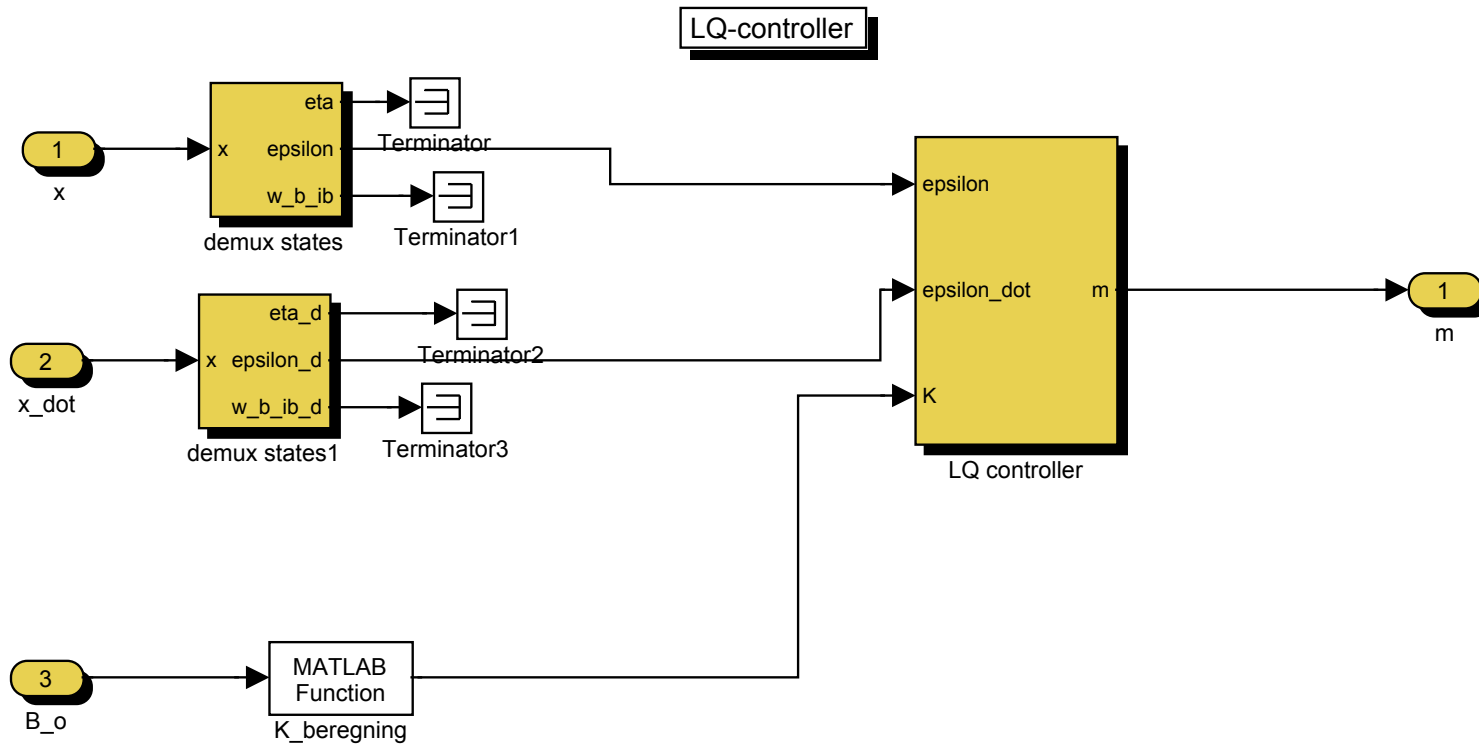 LQ-controller
1
x
x
eta
epsilon
w_b_ib
demux states
Terminator
Terminator1
2
x_dot
x
eta_d
epsilon_d
w_b_ib_d
demux states1
Terminator2
Terminator3
3
B_o
MATLAB
Function
K_beregning
epsilon
epsilon_dot
K
m
LQ controller
1
m